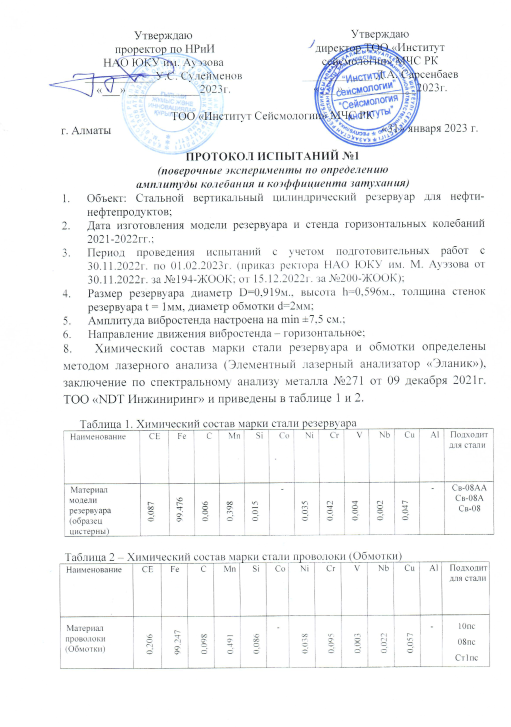 Утверждаю
проректор по НРиИ
НАО ЮКУ им. Ауэзова
У.С. Сулейменов
«___» 2023г.
Утверждаю
директор ТОО «Институт
сейсмологии» МЧС РК
А. Сарсенбаев
2023г.
"Институт
сейсмологии"
"Сейсмология
институты"
ТОО «Институт Сейсмологии» МЧС РК
г. Алматы
января 2023 г.
ПРОТОКОЛ ИСПЫТАНИЙ №1
(поверочные эксперименты по определению
амплитуды колебания и коэффициента затухания)
1. Объект: Стальной вертикальный цилиндрический резервуар для нефти-
нефтепродуктов;
2. Дата изготовления модели резервуара и стенда горизонтальных колебаний
2021-2022гг.;
3. Период проведения испытаний с учетом подготовительных работ с
30.11.2022г. по 01.02.2023г. (приказ ректора НАО ЮКУ им. М. Ауэзова от
30.11.2022г. за №194-ЖООК; от 15.12.2022г. за №200-ЖООК);
4. Размер резервуара диаметр D=0,919м., высота h=0,596м., толщина стенок
резервуара t = 1мм, диаметр обмотки d=2мм;
5. Амплитуда вибростенда настроена на min ±7,5 см.;
6. Направление движения вибростенда – горизонтальное;
8. Химический состав марки стали резервуара и обмотки определены
методом лазерного анализа (Элементный лазерный анализатор «Эланик»),
заключение по спектральному анализу металла №271 от 09 декабря 2021г.
ТОО «NDT Инжиниринг» и приведены в таблице 1 и 2.
Таблица 1. Химический состав марки стали резервуара
Наименование CE Fe C Mn Si Co Ni Cr V Nb Cu Al Подходит
для стали
Материал
модели
резервуара
(образец
цистерны)
0,087 99,476 0,006 0,398 0,015 - 0,035 0,042 0,004 0,002 0,047 -
Св-08АА
Св-08А
Св-08
Таблица 2 – Химический состав марки стали проволоки (Обмотки)
Наименование CE Fe C Mn Si Co Ni Cr V Nb Cu Al Подходит
для стали
Материал
проволоки
(Обмотки)
0,206 99,247 0,098 0,491 0,086 - 0,038 0,095 0,003 0,022 0,057 -
10пс
08пс
Ст1пс